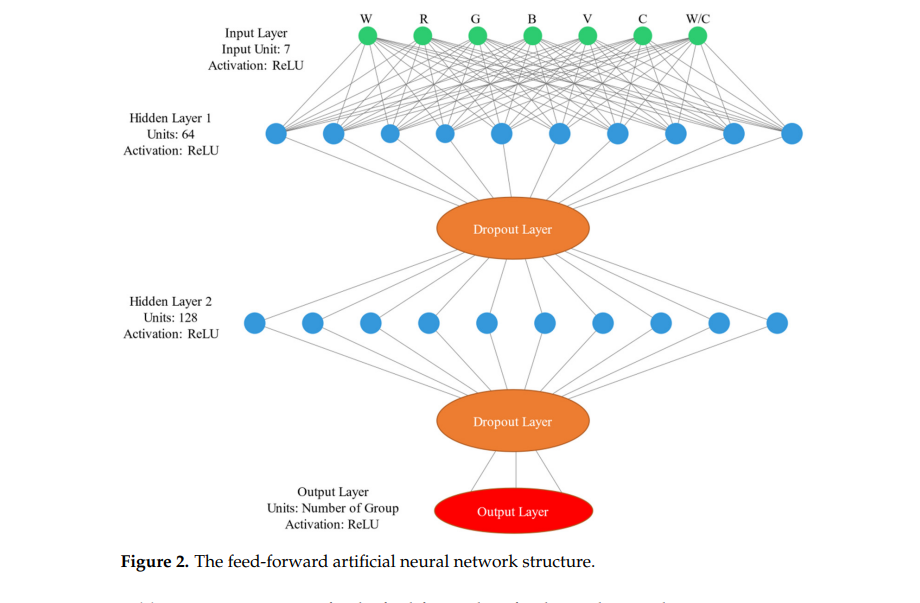 W R G B V C W/C
Input Layer
Input Unit: 7
Activation: ReLU
Hidden Layer 1
Units: 64
Activation: ReLU
Dropout Layer
Hidden Layer 2
Units: 128
Activation: ReLU
Dropout Layer
Output Layer
Units: Number of Group
Activation: ReLU
Output Layer
Figure 2. The feed-forward artificial neural network structure.